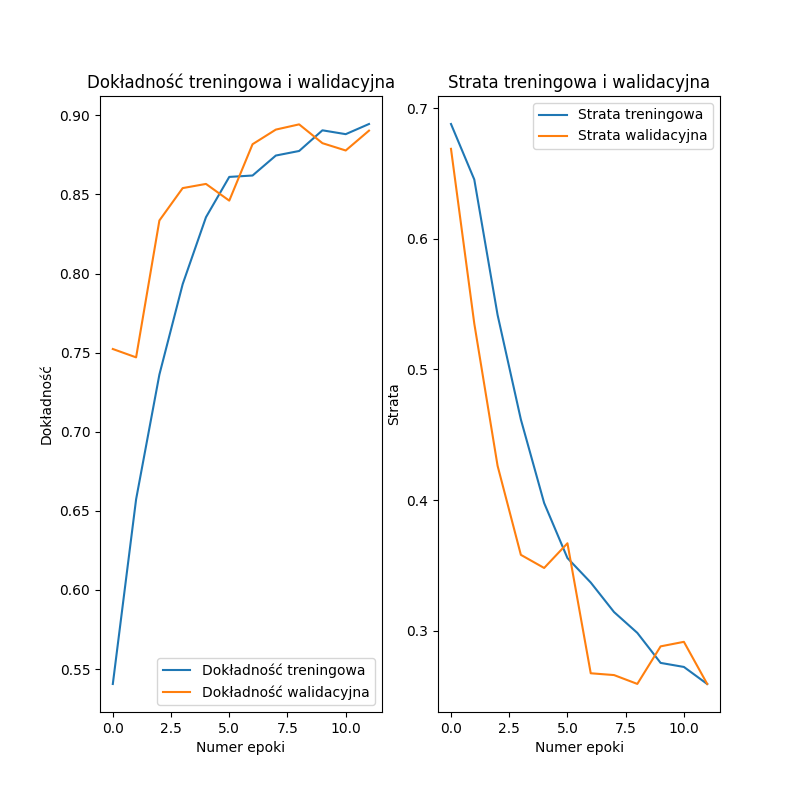 Dokładność treningowa i walidacyjna
0.90
0.85
0.80
0.75
0.70
0.65
0.60
0.55
Dokładność
Dokładność treningowa
Dokładność walidacyjna
0.0 2.5 5.0 7.5 10.0
Numer epoki
Strata treningowa i walidacyjna
Strata treningowa
Strata walidacyjna
0.7
0.6
0.5
0.4
0.3
Strata
0.0 2.5 5.0 7.5 10.0
Numer epoki